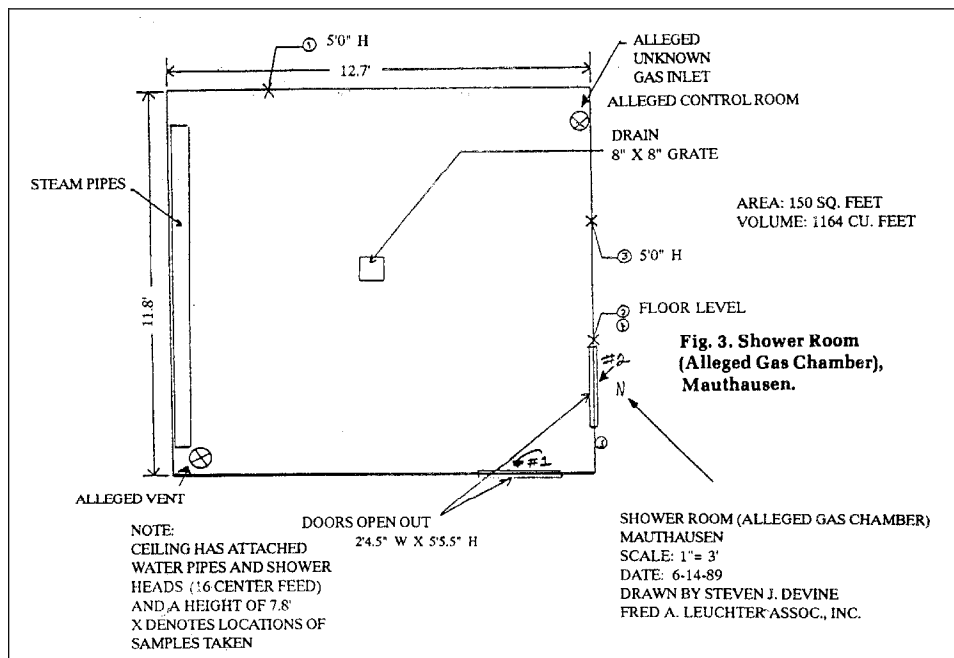 ① 5'0" H
12.7'
ALLEGED
UNKNOWN
GAS INLET
ALLEGED CONTROL ROOM
DRAIN
8" X 8" GRATE
STEAM PIPES
AREA: 150 SQ. FEET
VOLUME: 1164 CU. FEET
③ 5'0" H
11.8'
② FLOOR LEVEL
Fig. 3. Shower Room
(Alleged Gas Chamber),
Mauthausen.
#2
N
#1
ALLEGED VENT
DOORS OPEN OUT
2'4.5" W X 5'5.5" H
NOTE:
CEILING HAS ATTACHED
WATER PIPES AND SHOWER
HEADS (16 CENTER FEED)
AND A HEIGHT OF 7.8'
X DENOTES LOCATIONS OF
SAMPLES TAKEN
SHOWER ROOM (ALLEGED GAS CHAMBER)
MAUTHAUSEN
SCALE: 1"= 3'
DATE: 6-14-89
DRAWN BY STEVEN J. DEVINE
FRED A. LEUCHTER ASSOC., INC.